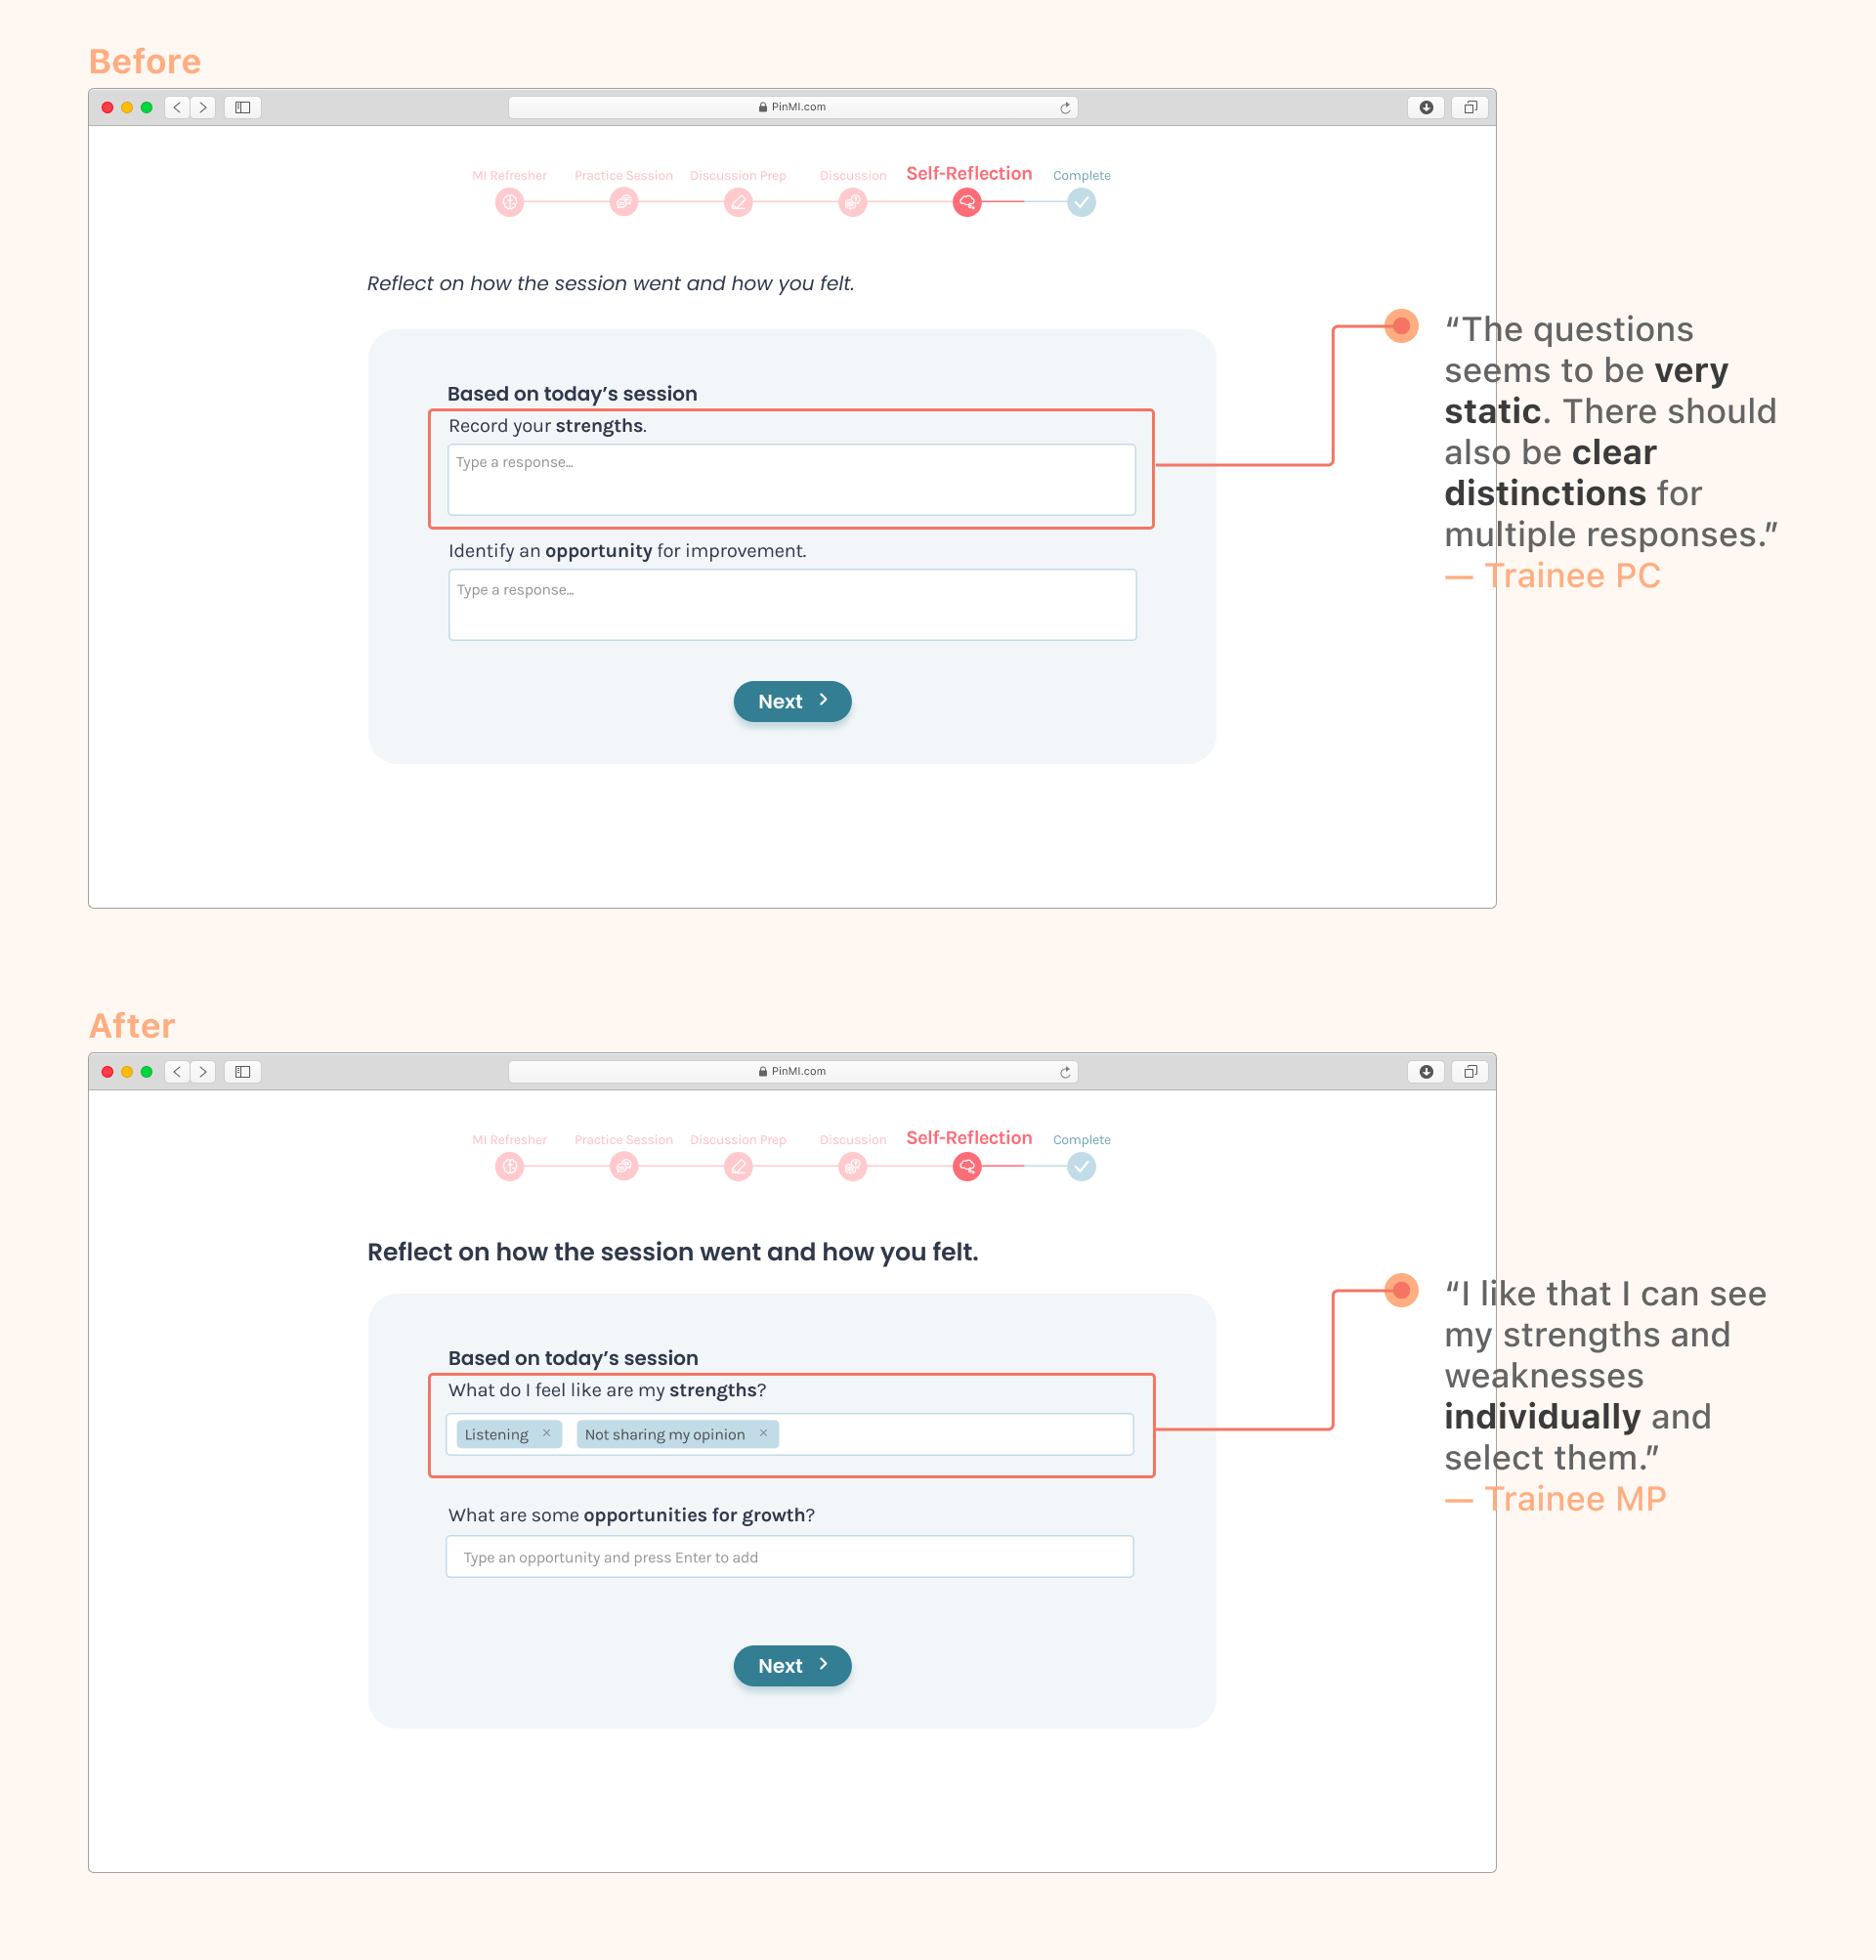 Before
PinMI.com
MI Refresher Practice Session Discussion Prep Discussion Self-Reflection Complete
Reflect on how the session went and how you felt.
Based on today’s session
Record your strengths.
Type a response...
Identify an opportunity for improvement.
Type a response...
Next
“The questions
seems to be very
static. There should
also be clear
distinctions for
multiple responses.”
— Trainee PC
After
PinMI.com
MI Refresher Practice Session Discussion Prep Discussion Self-Reflection Complete
Reflect on how the session went and how you felt.
Based on today’s session
What do I feel like are my strengths?
Listening × Not sharing my opinion ×
What are some opportunities for growth?
Type an opportunity and press Enter to add
Next
“I like that I can see
my strengths and
weaknesses
individually and
select them.”
— Trainee MP